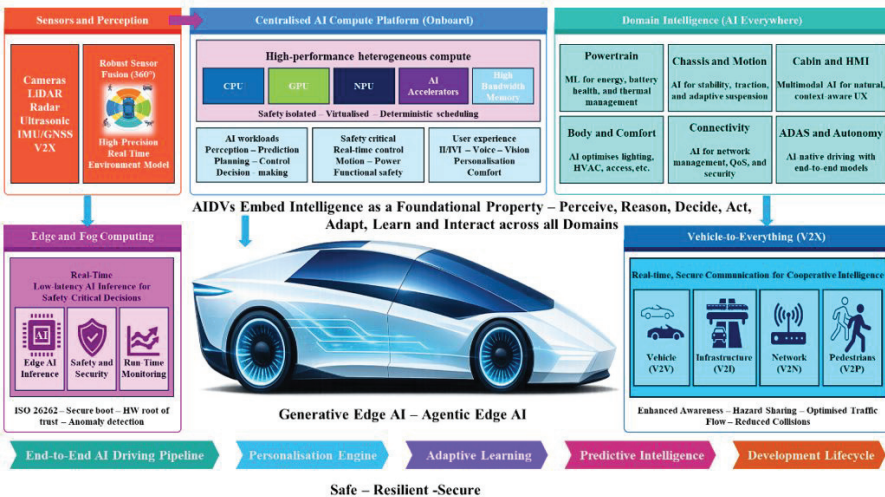 Sensors and Perception
Cameras
LiDAR
Radar
Ultrasonic
IMU/GNSS
V2X
Robust Sensor
Fusion (360°)
High-Precision
Real Time
Environment Model
Centralised AI Compute Platform (Onboard)
High-performance heterogeneous compute
CPU
GPU
NPU
AI
Accelerators
High
Bandwidth
Memory
Safety isolated – Virtualised – Deterministic scheduling
AI workloads
Perception – Prediction
Planning – Control
Decision - making
Safety critical
Real-time control
Motion – Power
Functional safety
User experience
II/IVI – Voice – Vision
Personalisation
Comfort
Domain Intelligence (AI Everywhere)
Powertrain
ML for energy, battery
health, and thermal
management
Chassis and Motion
AI for stability, traction,
and adaptive suspension
Cabin and HMI
Multimodal AI for natural,
context-aware UX
Body and Comfort
AI optimises lighting,
HVAC, access, etc.
Connectivity
AI for network
management, QoS, and
security
ADAS and Autonomy
AI native driving with
end-to-end models
AIDVs Embed Intelligence as a Foundational Property – Perceive, Reason, Decide, Act,
Adapt, Learn and Interact across all Domains
Edge and Fog Computing
Real-Time
Low-latency AI Inference for
Safety Critical Decisions
AI
Edge AI
Inference
Safety and
Security
Run-Time
Monitoring
ISO 26262 – Secure boot – HW root of
trust – Anomaly detection
Generative Edge AI – Agentic Edge AI
Vehicle-to-Everything (V2X)
Real-time, Secure Communication for Cooperative Intelligence
Vehicle
(V2V)
Infrastructure
(V2I)
Network
(V2N)
Pedestrians
(V2P)
Enhanced Awareness – Hazard Sharing – Optimised Traffic
Flow – Reduced Collisions
End-to-End AI Driving Pipeline
Personalisation Engine
Adaptive Learning
Predictive Intelligence
Development Lifecycle
Safe – Resilient -Secure